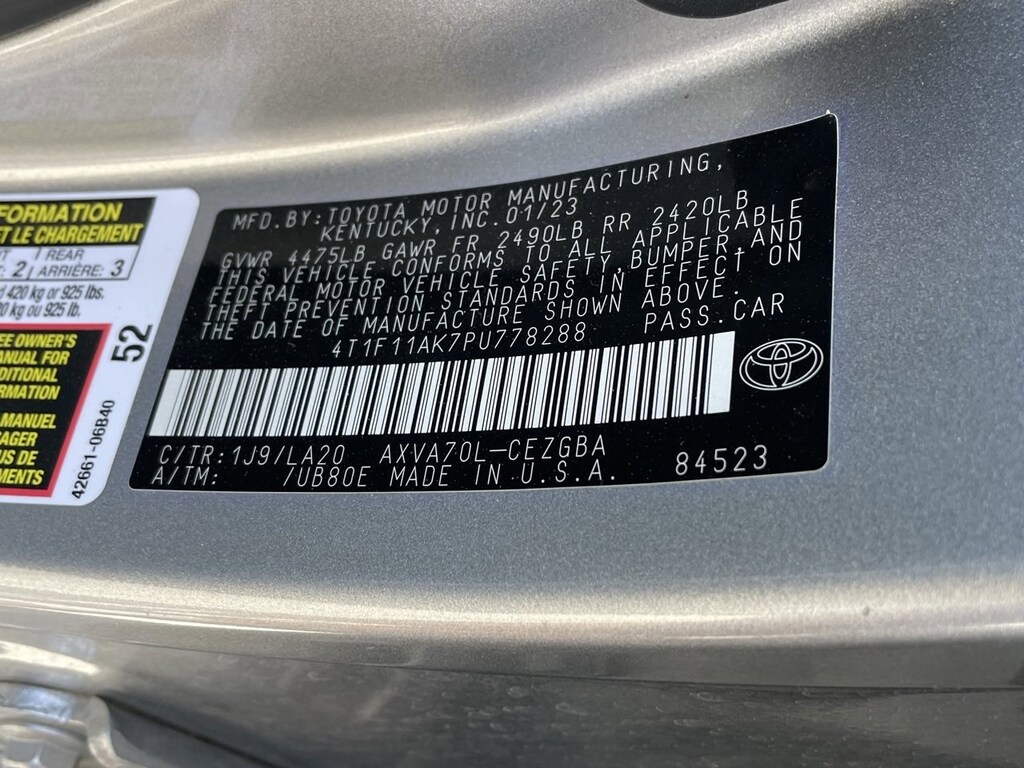 FORMATION
ET LE CHARGEMENT
1 REAR
2 ARRIÈRE: 3
420 kg or 925 lbs.
kg ou 925 lb.
OWNER'S
FOR
52
MANUEL
42661-06B40
MFD.BY:TOYOTA MOTOR MANUFACTURING,
KENTUCKY,INC.01/23
GVWR 4475LB GAWR FR 2490LB RR 2420LB
THIS VEHICLE CONFORMS TO ALL APPLICABLE
FEDERAL MOTOR VEHICLE SAFETY,BUMPER,AND
THEFT PREVENTION STANDARDS IN EFFECT ON
THE DATE OF MANUFACTURE SHOWN ABOVE.
4T1F11AK7PU778288 PASS.CAR
C/TR:1J9/LA20 AXVA70L-CEZGBA
A/TM: /UB80E MADE IN U.S.A. 84523